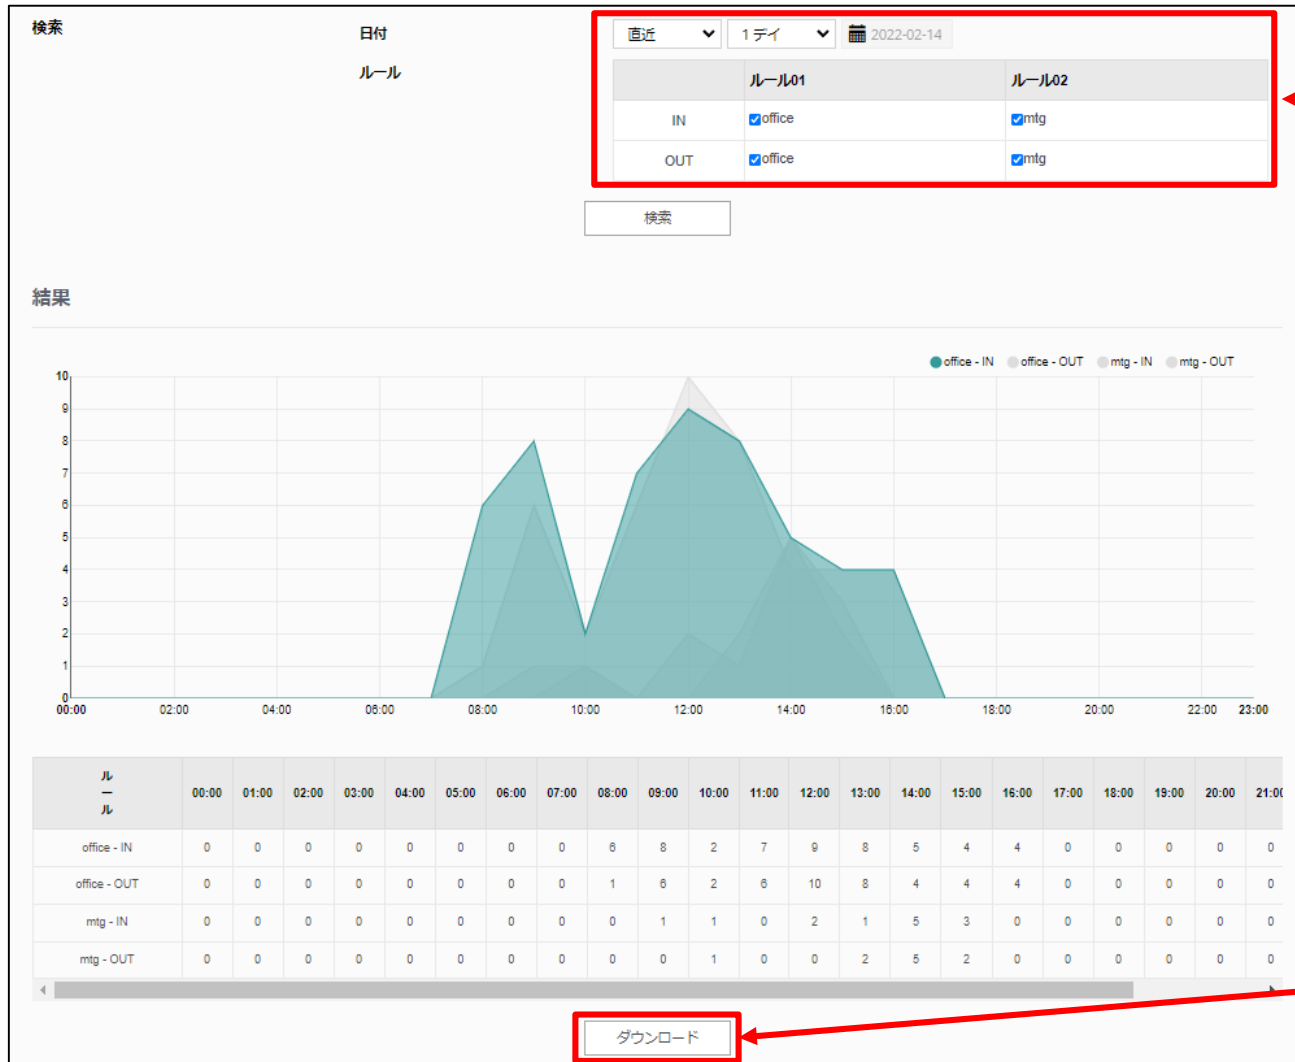 検索
日付
直近 1 デイ 2022-02-14
ルール
ルール01 ルール02
IN office mtg
OUT office mtg
検索
結果
office - IN office - OUT mtg - IN mtg - OUT
10
9
8
7
6
5
4
3
2
1
0
00:00 02:00 04:00 06:00 08:00 10:00 12:00 14:00 16:00 18:00 20:00 22:00 23:00
ルール 00:00 01:00 02:00 03:00 04:00 05:00 06:00 07:00 08:00 09:00 10:00 11:00 12:00 13:00 14:00 15:00 16:00 17:00 18:00 19:00 20:00 21:00
office - IN 0 0 0 0 0 0 0 0 6 8 2 7 9 8 5 4 4 0 0 0 0 0
office - OUT 0 0 0 0 0 0 0 0 1 6 2 6 10 8 4 4 4 0 0 0 0 0
mtg - IN 0 0 0 0 0 0 0 0 0 1 1 0 2 1 5 3 0 0 0 0 0 0
mtg - OUT 0 0 0 0 0 0 0 0 0 0 1 0 0 2 5 2 0 0 0 0 0 0
ダウンロード